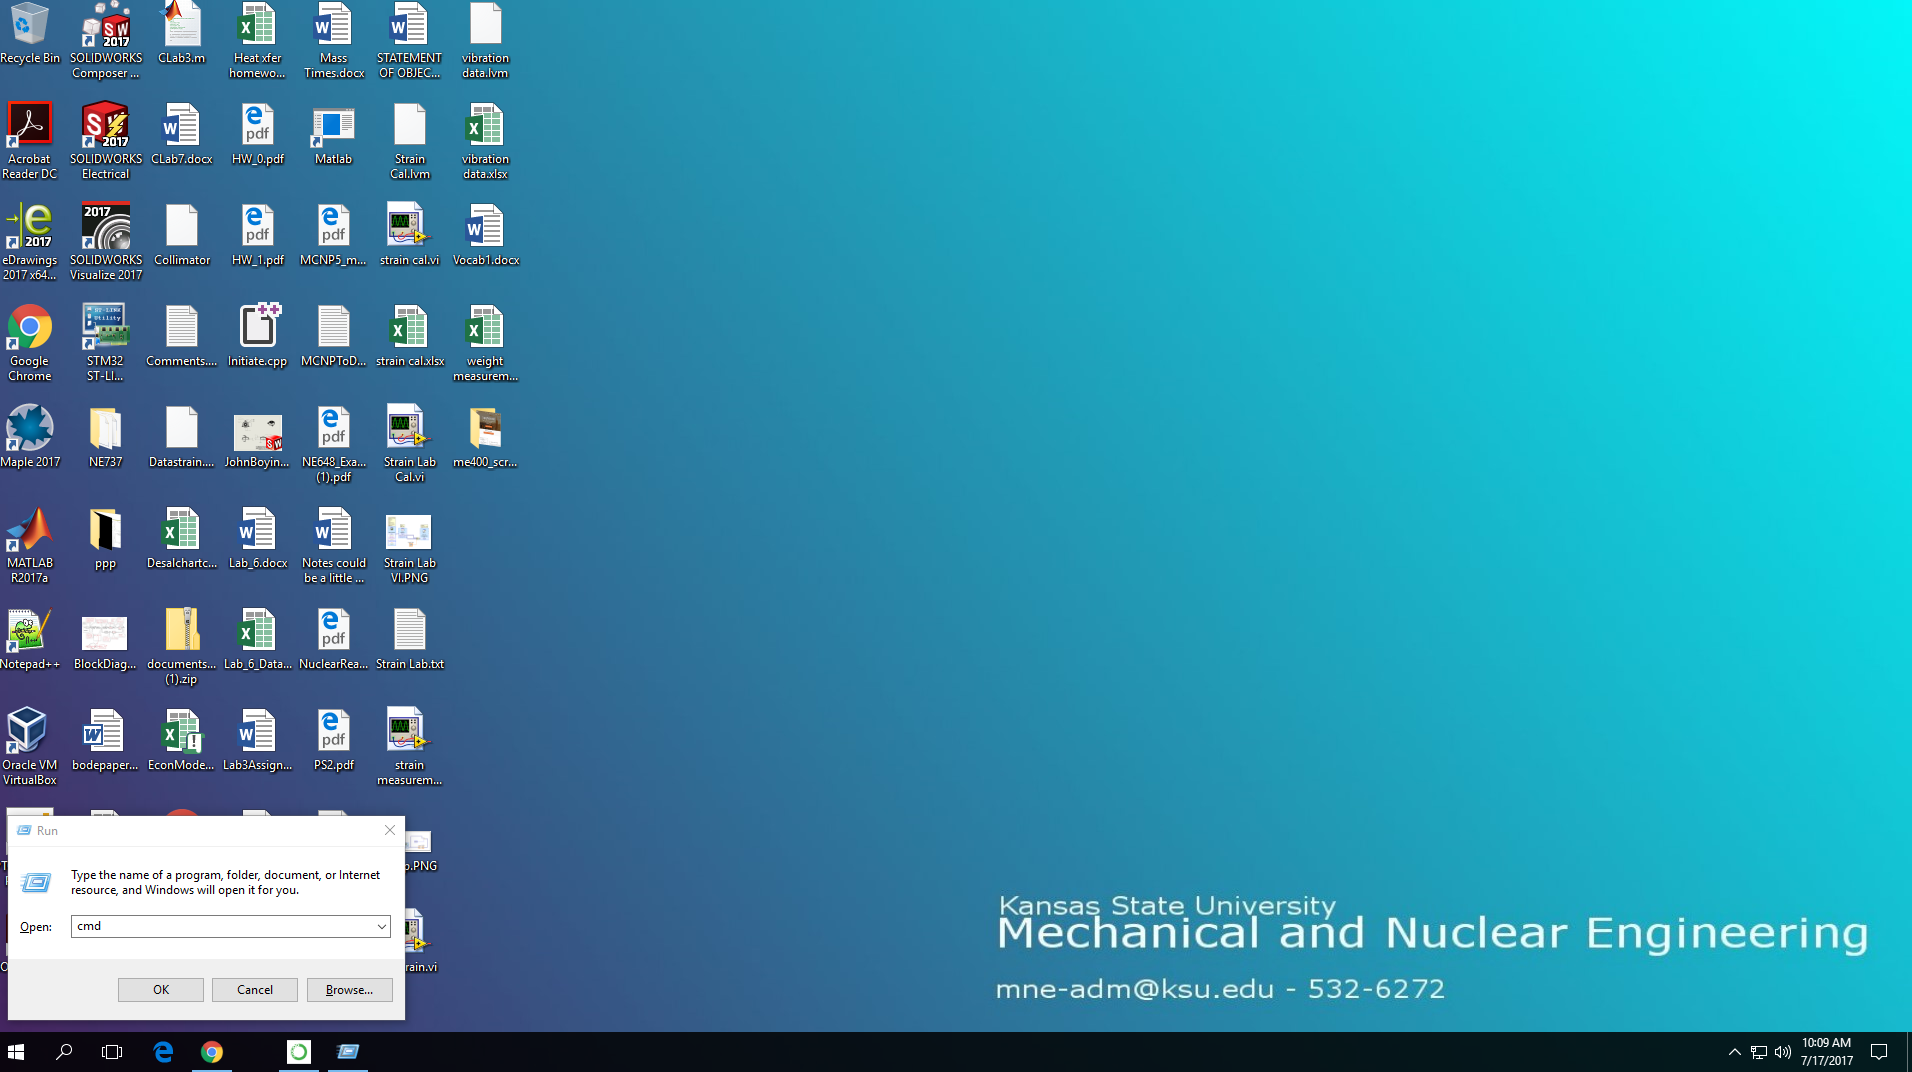 Recycle Bin
SOLIDWORKS
Composer ...
CLab3.m
Heat xfer
homewo...
Mass
Times.docx
STATEMENT
OF OBJEC...
vibration
data.lvm
Acrobat
Reader DC
SOLIDWORKS
Electrical
CLab7.docx
HW_0.pdf
Matlab
Strain
Cal.lvm
vibration
data.xlsx
eDrawings
2017 x64...
SOLIDWORKS
Visualize 2017
Collimator
HW_1.pdf
MCNP5_m...
strain cal.vi
Vocab1.docx
Google
Chrome
STM32
ST-LI...
Comments....
Initiate.cpp
MCNPToD...
strain cal.xlsx
weight
measurem...
Maple 2017
NE737
Datastrain....
JohnBoyin...
NE648_Exa...
(1).pdf
Strain Lab
Cal.vi
me400_scr...
MATLAB
R2017a
ppp
Desalchartc...
Lab_6.docx
Notes could
be a little ...
Strain Lab
VI.PNG
Notepad++
BlockDiag...
documents...
(1).zip
Lab_6_Data...
NuclearRea...
Strain Lab.txt
Oracle VM
VirtualBox
bodepaper...
EconMode...
Lab3Assign...
PS2.pdf
strain
measurem...
Run
Type the name of a program, folder, document, or Internet
resource, and Windows will open it for you.
Open:
cmd
OK
Cancel
Browse...
Kansas State University
Mechanical and Nuclear Engineering
mne-adm@ksu.edu - 532-6272
10:09 AM
7/17/2017